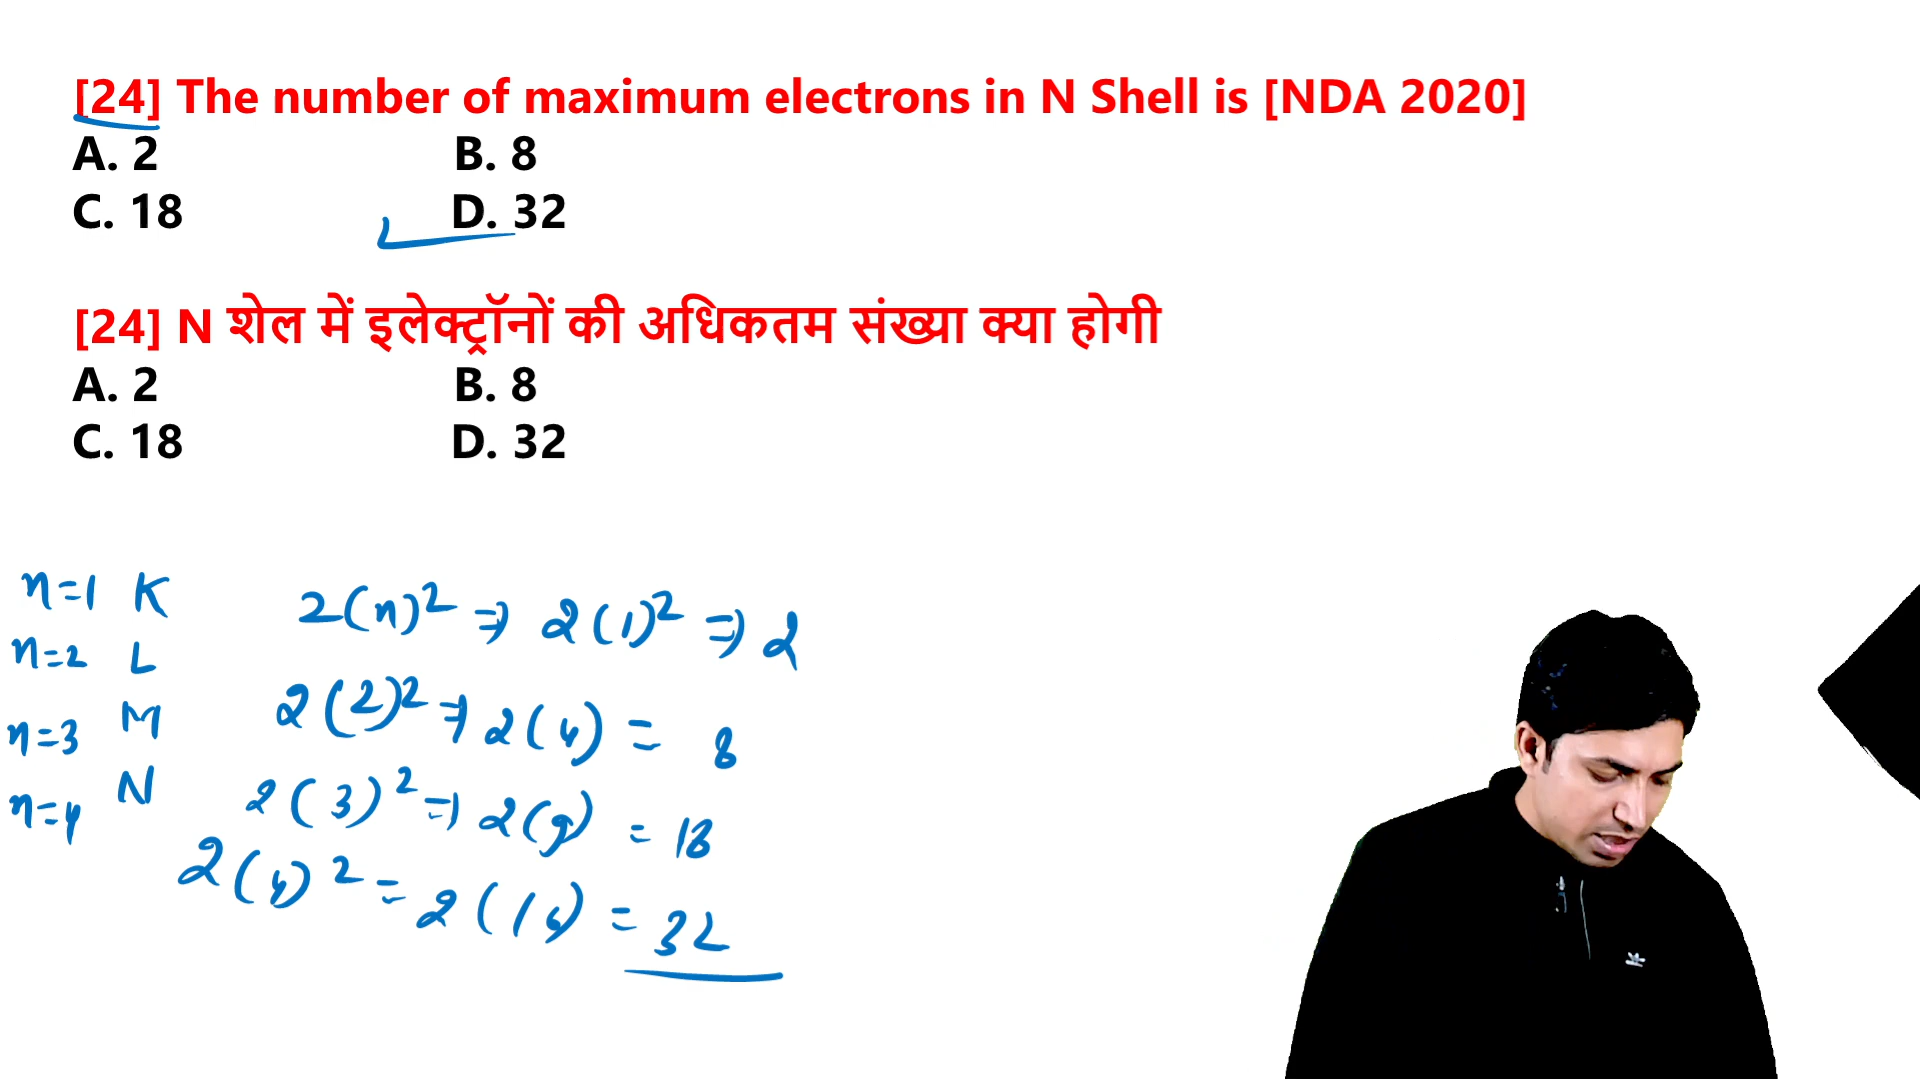 [24] The number of maximum electrons in N Shell is [NDA 2020]
A. 2 B. 8
C. 18 D. 32
[24] N शेल में इलेक्ट्रॉनों की अधिकतम संख्या क्या होगी
A. 2 B. 8
C. 18 D. 32
n=1 K
n=2 L
n=3 M
n=4 N
2(n)² ⇒ 2(1)² ⇒ 2
2(2)² ⇒ 2(4) = 8
2(3)² ⇒ 2(9) = 18
2(4)² = 2(16) = 32